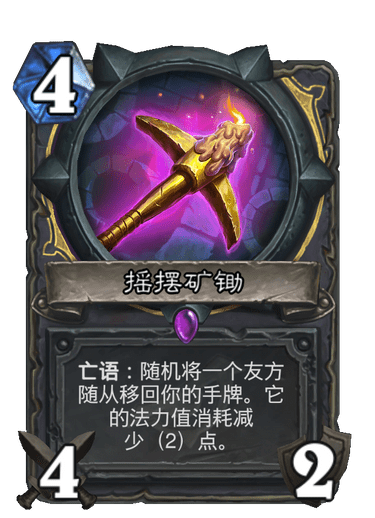 4
摇摆矿锄
亡语：随机将一个友方
随从移回你的手牌。它
的法力值消耗减
少（2）点。
4
2